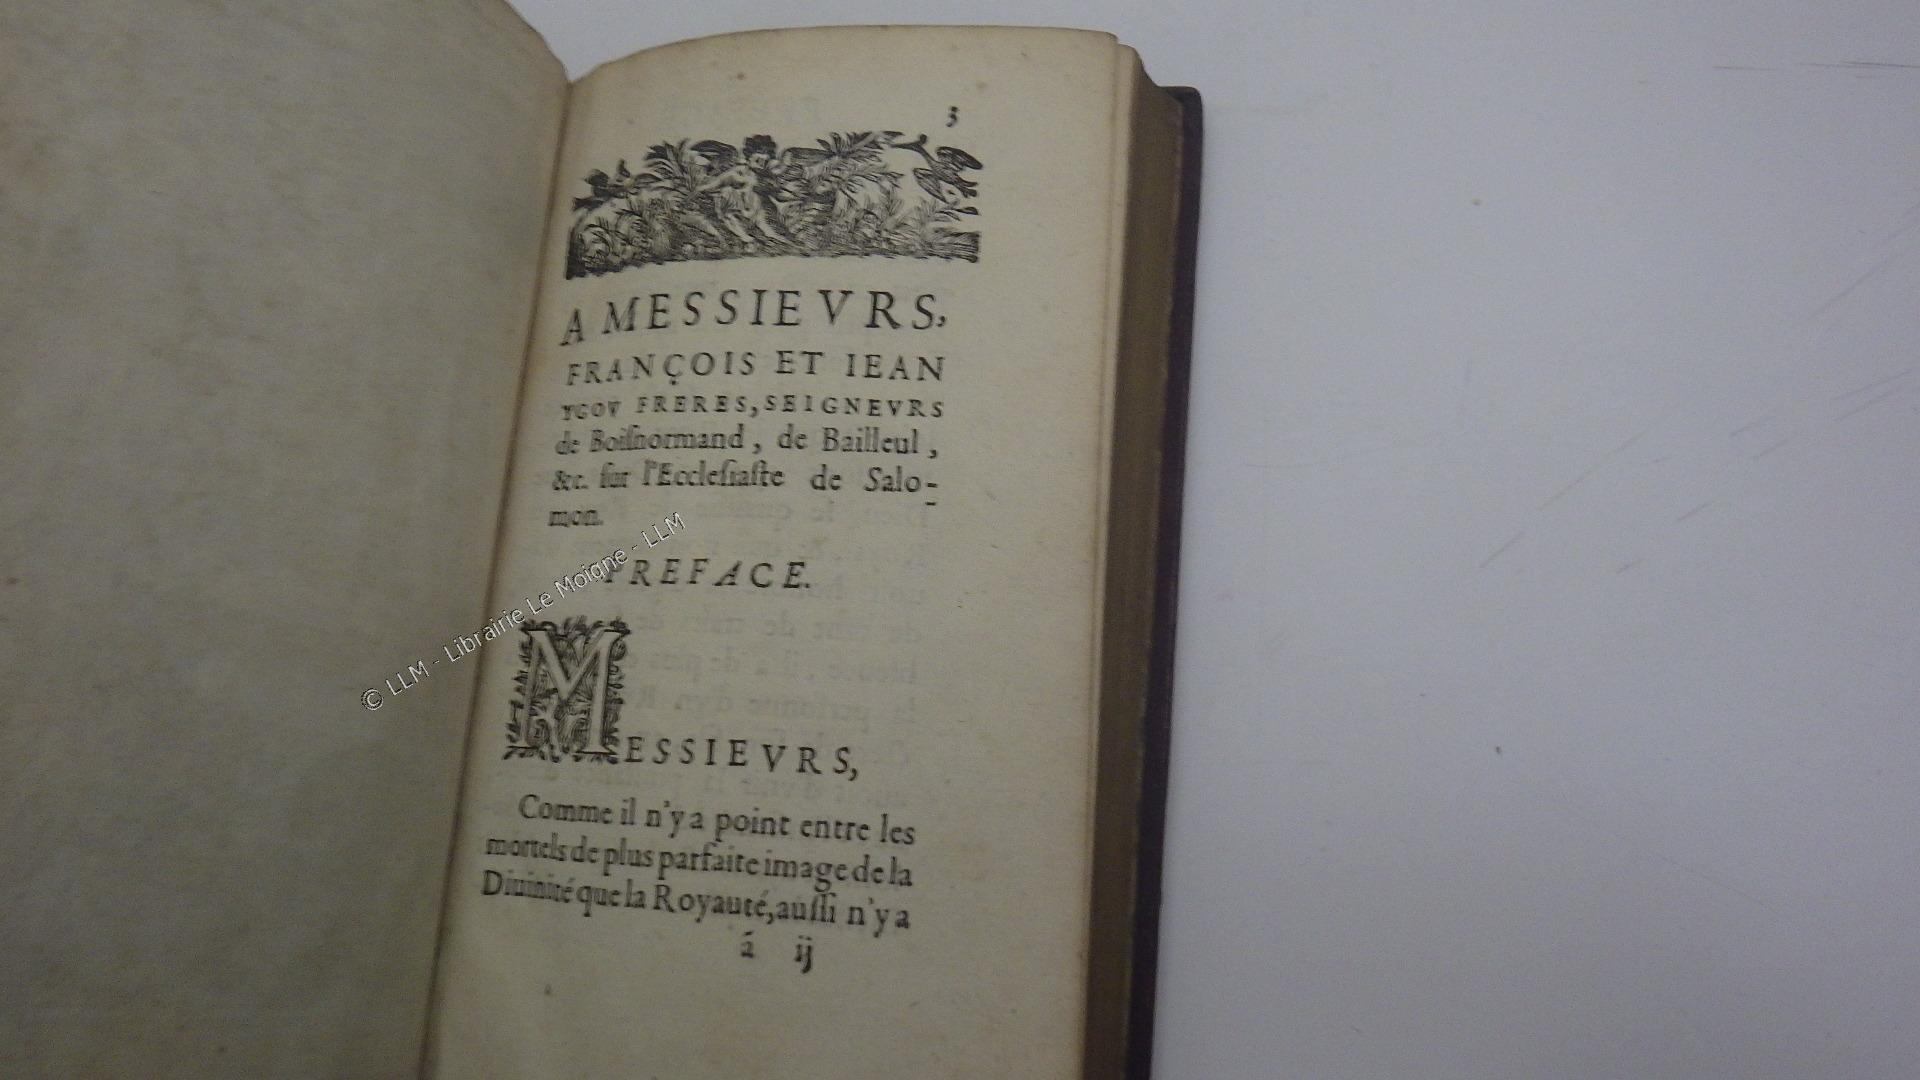 3
A MESSIEVRS,
FRANÇOIS ET IEAN
YGOV FRERES, SEIGNEVRS
de Boiſnormand, de Bailleul,
&c. ſur l'Eccleſiaſte de Salo-
mon.
PREFACE.
MESSIEVRS,
Comme il n'y a point entre les
mortels de plus parfaite image de la
Diuinité que la Royauté, auſſi n'y a
á ij
© LLM - Librairie Le Moigne - LLM